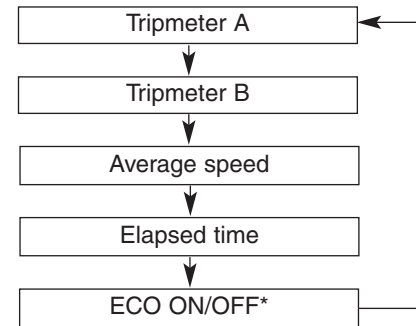 Tripmeter A
Tripmeter B
Average speed
Elapsed time
ECO ON/OFF*